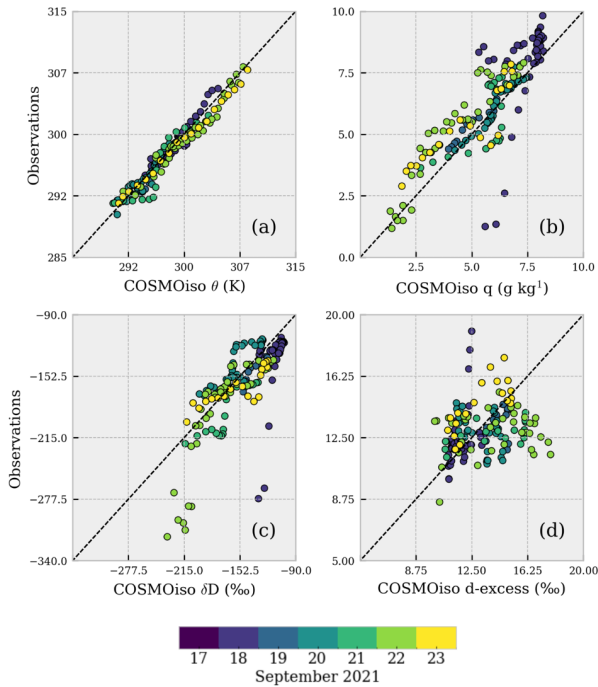 315
307
300
292
285
Observations
292 300 307 315
COSMOiso θ (K)
(a)
10.0
7.5
5.0
2.5
0.0
2.5 5.0 7.5 10.0
COSMOiso q (g kg¹)
(b)
−90.0
−152.5
−215.0
−277.5
−340.0
Observations
−277.5 −215.0 −152.5 −90.0
COSMOiso δD (‰)
(c)
20.00
16.25
12.50
8.75
5.00
8.75 12.50 16.25 20.00
COSMOiso d-excess (‰)
(d)
17 18 19 20 21 22 23
September 2021